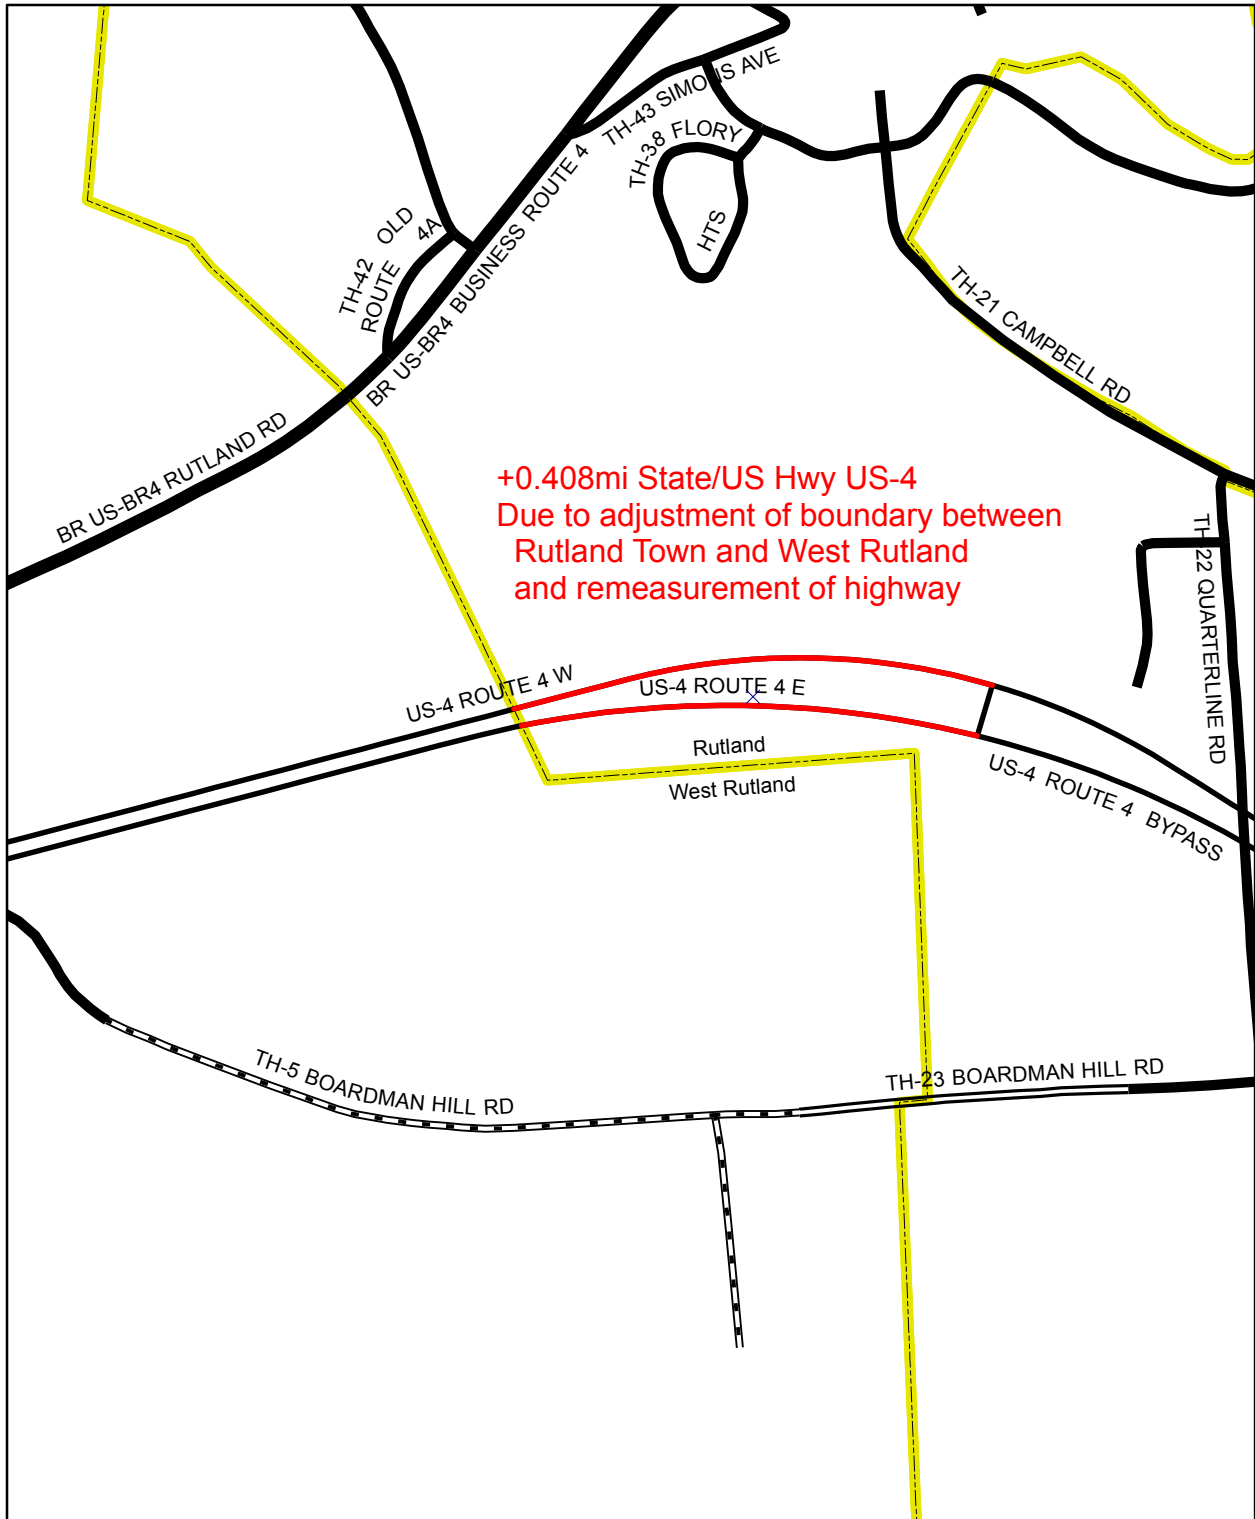 TH-43 SIMONS AVE
TH-38 FLORY
HTS
TH-42 OLD
ROUTE 4A
BR US-BR4 BUSINESS ROUTE 4
TH-21 CAMPBELL RD
BR US-BR4 RUTLAND RD
+0.408mi State/US Hwy US-4
Due to adjustment of boundary between
Rutland Town and West Rutland
and remeasurement of highway
TH-22 QUARTERLINE RD
US-4 ROUTE 4 W
US-4 ROUTE 4 E
Rutland
West Rutland
US-4 ROUTE 4 BYPASS
TH-5 BOARDMAN HILL RD
TH-23 BOARDMAN HILL RD